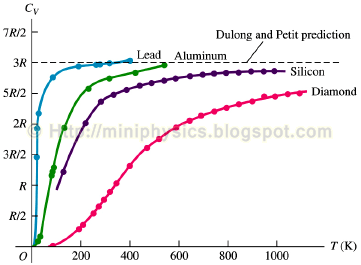 C_V
7R/2
Lead
Aluminum
Dulong and Petit prediction
3R
Silicon
5R/2
Diamond
© Http://miniphysics.blogspot.com
2R
3R/2
R
R/2
O
200
400
600
800
1000
T (K)